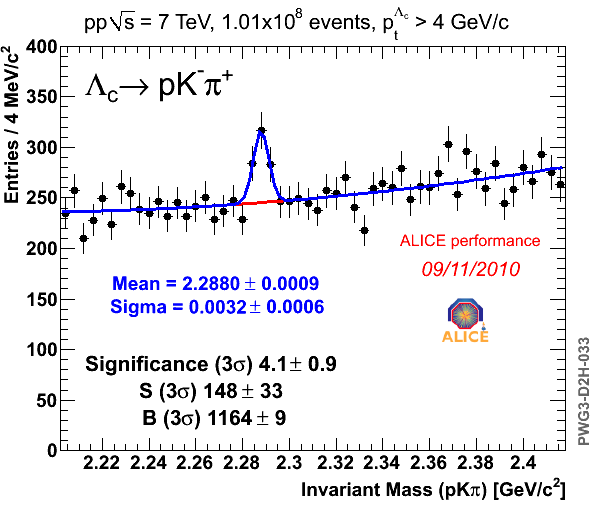 pp√s = 7 TeV, 1.01x10⁸ events, pₜ^Λc > 4 GeV/c
Entries / 4 MeV/c²
400
350
300
250
200
150
100
50
0
Λc→ pK⁻π⁺
ALICE performance
09/11/2010
Mean = 2.2880 ± 0.0009
Sigma = 0.0032 ± 0.0006
ALICE
Significance (3σ) 4.1 ± 0.9
S (3σ) 148 ± 33
B (3σ) 1164 ± 9
2.22 2.24 2.26 2.28 2.3 2.32 2.34 2.36 2.38 2.4
Invariant Mass (pKπ) [GeV/c²]
PWG3-D2H-033